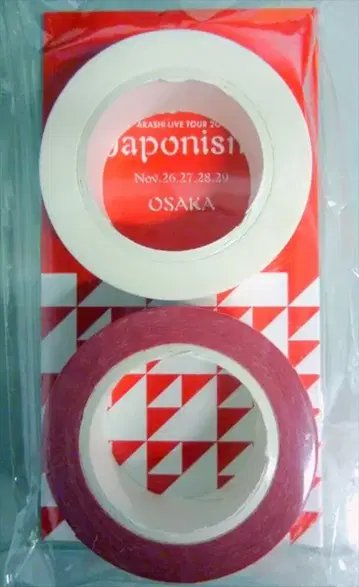 ARASHI LIVE TOUR 20
Japonism
Nov.26.27.28.29
OSAKA